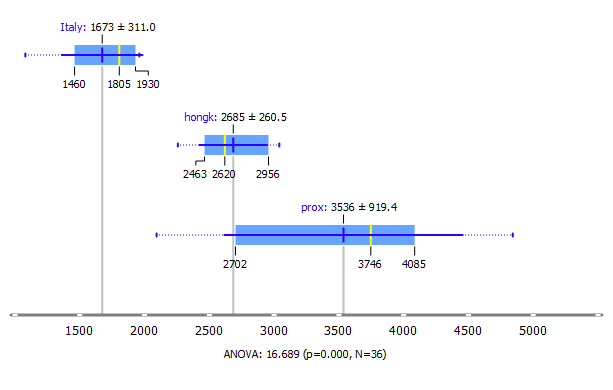 Italy: 1673 ± 311.0
1460 1805 1930
hongk: 2685 ± 260.5
2463 2620 2956
prox: 3536 ± 919.4
2702 3746 4085
1500 2000 2500 3000 3500 4000 4500 5000
ANOVA: 16.689 (p=0.000, N=36)